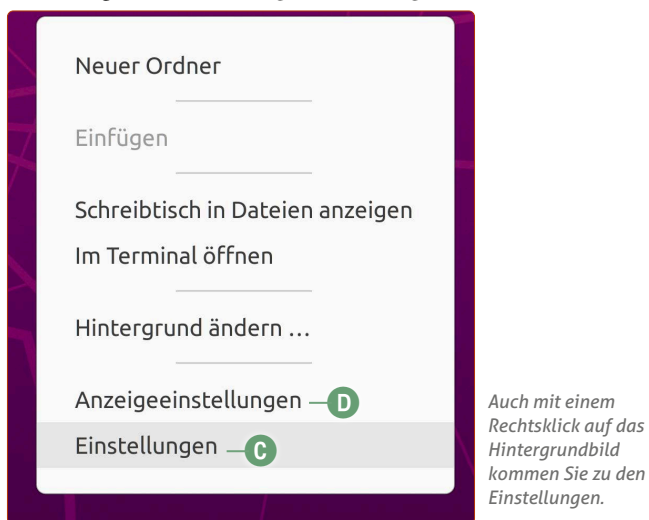 Neuer Ordner
Einfügen
Schreibtisch in Dateien anzeigen
Im Terminal öffnen
Hintergrund ändern …
Anzeigeeinstellungen D
Einstellungen C
Auch mit einem
Rechtsklick auf das
Hintergrundbild
kommen Sie zu den
Einstellungen.